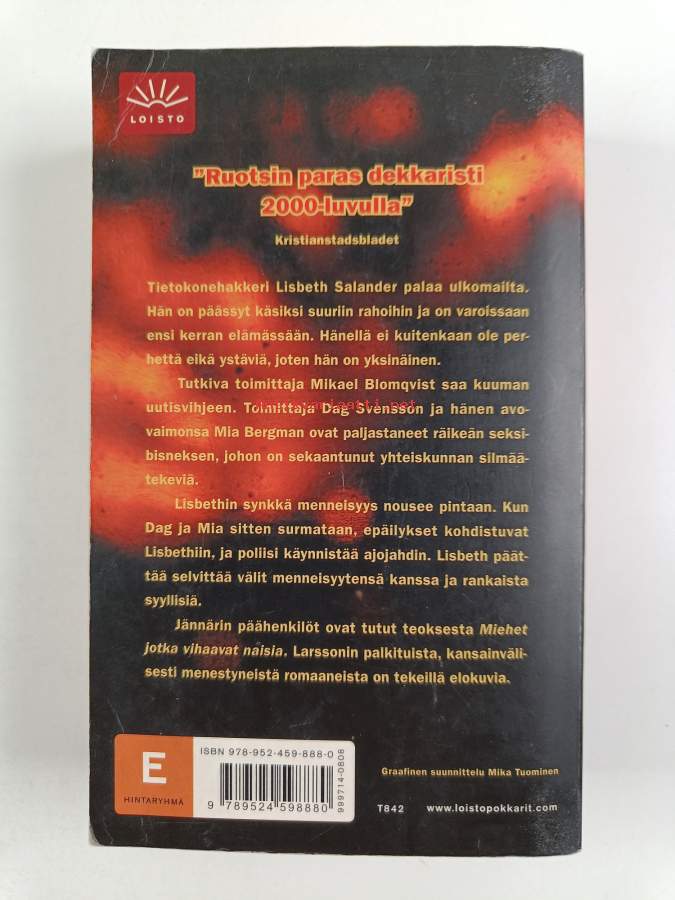 LOISTO
"Ruotsin paras dekkaristi
2000-luvulla"
Kristianstadsbladet
Tietokonehakkeri Lisbeth Salander palaa ulkomailta.
Hän on päässyt käsiksi suuriin rahoihin ja on varoissaan
ensi kerran elämässään. Hänellä ei kuitenkaan ole per-
hettä eikä ystäviä, joten hän on yksinäinen.
Tutkiva toimittaja Mikael Blomqvist saa kuuman
uutisvihjeen. Toimittaja Dag Svensson ja hänen avo-
vaimonsa Mia Bergman ovat paljastaneet räikeän seksi-
bisneksen, johon on sekaantunut yhteiskunnan silmää-
tekeviä.
Lisbethin synkkä menneisyys nousee pintaan. Kun
Dag ja Mia sitten surmataan, epäilykset kohdistuvat
Lisbethiin, ja poliisi käynnistää ajojahdin. Lisbeth päät-
tää selvittää välit menneisyytensä kanssa ja rankaista
syyllisiä.
Jännärin päähenkilöt ovat tutut teoksesta Miehet
jotka vihaavat naisia. Larssonin palkituista, kansainväli-
sesti menestyneistä romaaneista on tekeillä elokuvia.
E
HINTARYHMÄ
ISBN 978-952-459-888-0
9 789524 598880
999714-0808
Graafinen suunnittelu Mika Tuominen
T842 www.loistopokkarit.com